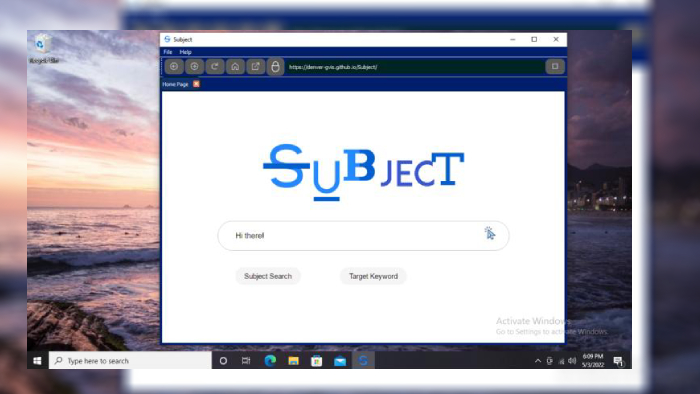 Subject
File Help
https://denver-gvis.github.io/Subject/
Home Page
Recycle Bin
SUBJECT
Hi there!
Subject Search
Target Keyword
Activate Windows
Go to Settings to activate Windows.
Type here to search
6:09 PM
5/3/2022